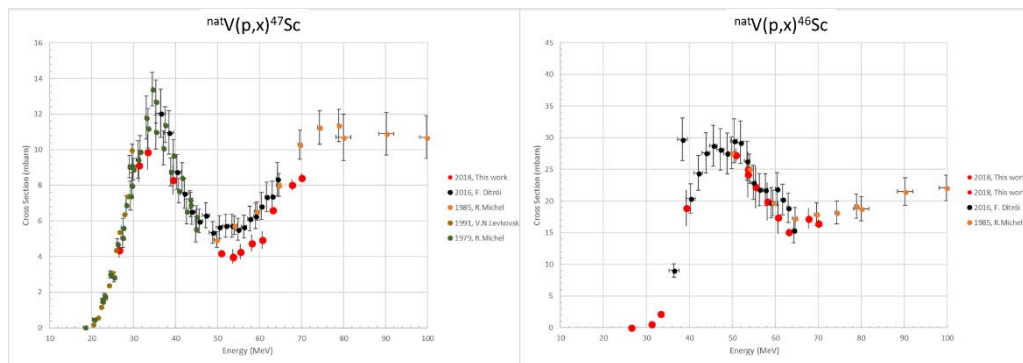 natV(p,x)47Sc
16
14
12
10
8
6
4
2
0
Cross Section (mbarn)
10 20 30 40 50 60 70 80 90 100
Energy (MeV)
2018, This work
2016, F. Ditrói
1985, R.Michel
1991, V.N.Levkovsk
1979, R.Michel
natV(p,x)46Sc
45
40
35
30
25
20
15
10
5
0
Cross Section (mbarn)
10 20 30 40 50 60 70 80 90 100
Energy (MeV)
2018, This work
2018, This work
2016, F. Ditrói
1985, R.Michel